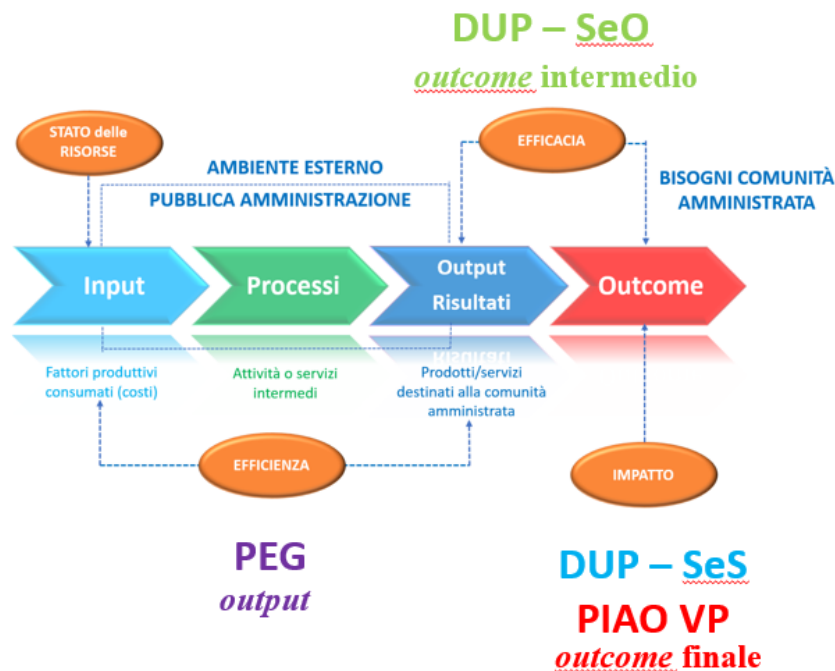 DUP – SeO
outcome intermedio
STATO delle
RISORSE
EFFICACIA
AMBIENTE ESTERNO
PUBBLICA AMMINISTRAZIONE
BISOGNI COMUNITÀ
AMMINISTRATA
Input
Processi
Output
Risultati
Outcome
Fattori produttivi
consumati (costi)
Attività o servizi
intermedi
Prodotti/servizi
destinati alla comunità
amministrata
EFFICIENZA
IMPATTO
PEG
output
DUP – SeS
PIAO VP
outcome finale